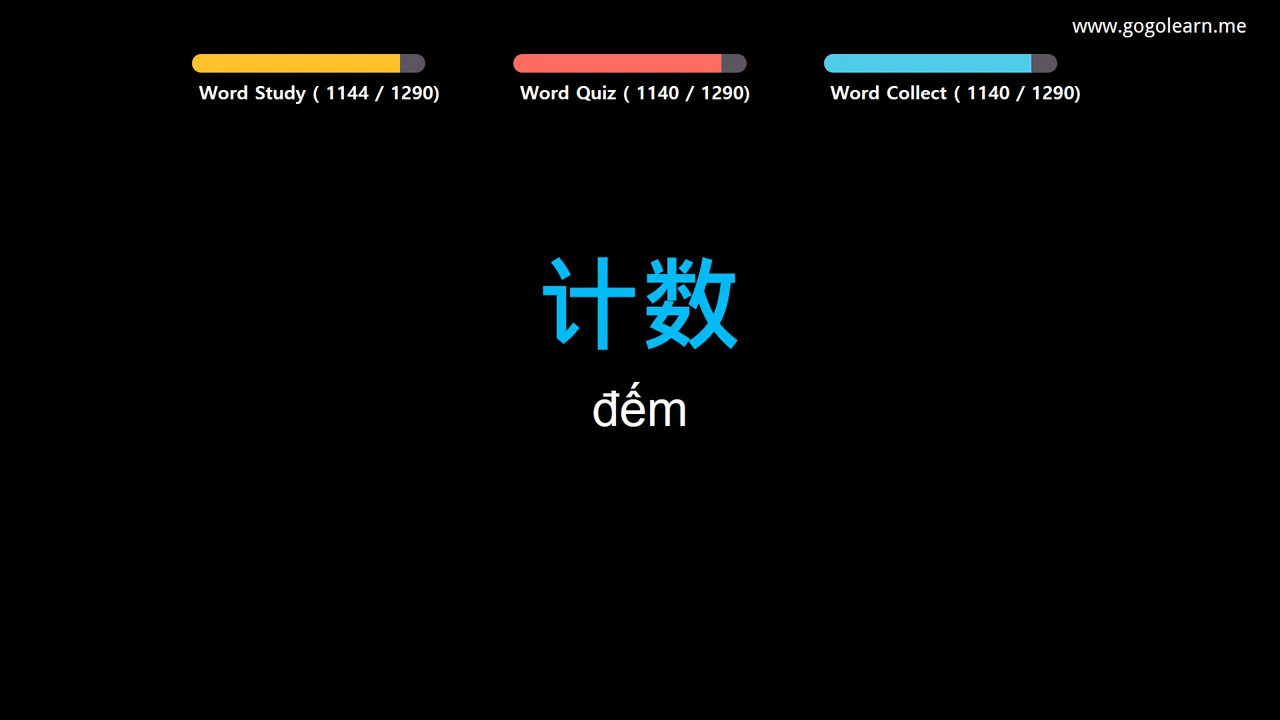 www.gogolearn.me
Word Study ( 1144 / 1290)
Word Quiz ( 1140 / 1290)
Word Collect ( 1140 / 1290)
计数
đếm